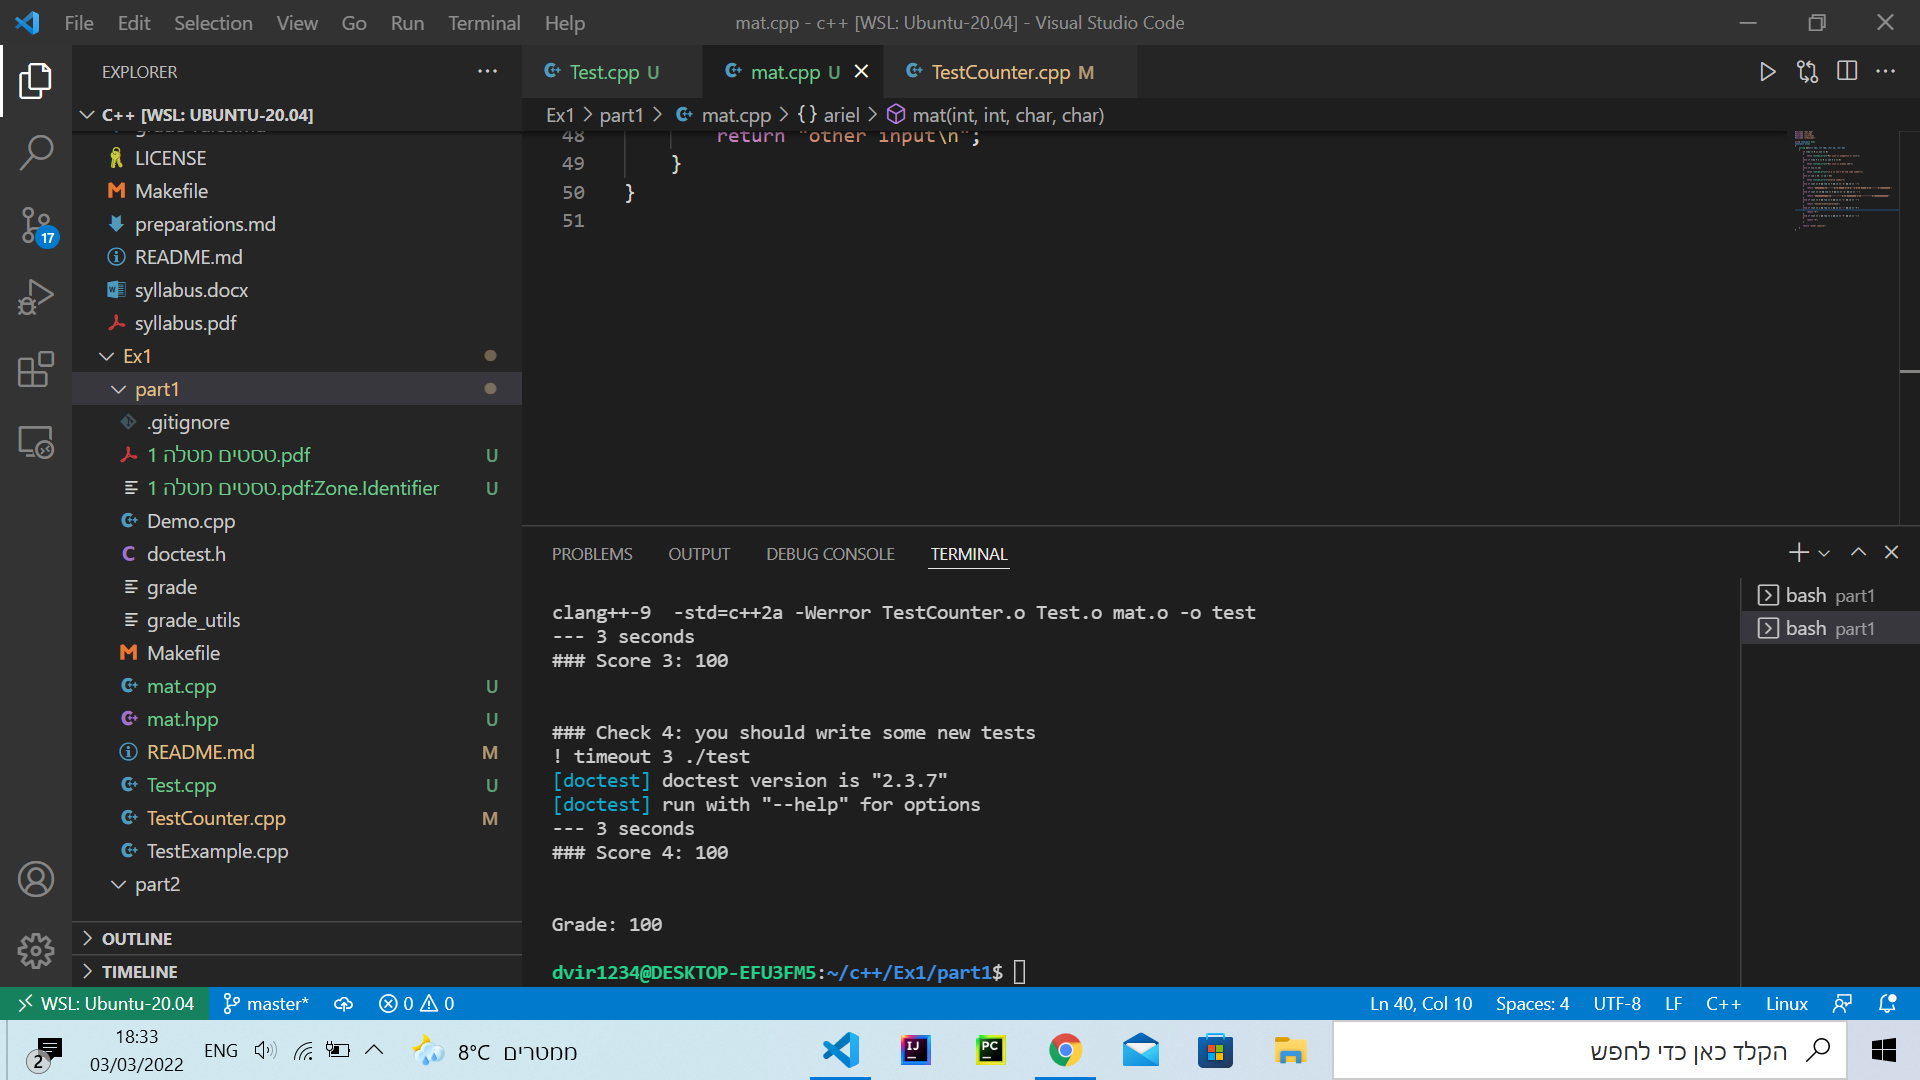 File Edit Selection View Go Run Terminal Help
mat.cpp - c++ [WSL: Ubuntu-20.04] - Visual Studio Code
EXPLORER
C++ [WSL: UBUNTU-20.04]
LICENSE
Makefile
preparations.md
README.md
syllabus.docx
syllabus.pdf
Ex1
part1
.gitignore
טסטים מטלה 1.pdf U
טסטים מטלה 1.pdf:Zone.Identifier U
Demo.cpp
doctest.h
grade
grade_utils
Makefile
mat.cpp U
mat.hpp U
README.md M
Test.cpp U
TestCounter.cpp M
TestExample.cpp
part2
OUTLINE
TIMELINE
17
Test.cpp U
mat.cpp U
TestCounter.cpp M
Ex1 > part1 > mat.cpp > {} ariel > mat(int, int, char, char)
48 return "other input\n";
49 }
50 }
51
PROBLEMS OUTPUT DEBUG CONSOLE TERMINAL
clang++-9 -std=c++2a -Werror TestCounter.o Test.o mat.o -o test
--- 3 seconds
### Score 3: 100
### Check 4: you should write some new tests
! timeout 3 ./test
[doctest] doctest version is "2.3.7"
[doctest] run with "--help" for options
--- 3 seconds
### Score 4: 100
Grade: 100
dvir1234@DESKTOP-EFU3FM5:~/c++/Ex1/part1$
bash part1
bash part1
WSL: Ubuntu-20.04 master* 0 0
Ln 40, Col 10 Spaces: 4 UTF-8 LF C++ Linux
2
18:33
03/03/2022
ENG
8°C ממטרים
IJ
PC
הקלד כאן כדי לחפש